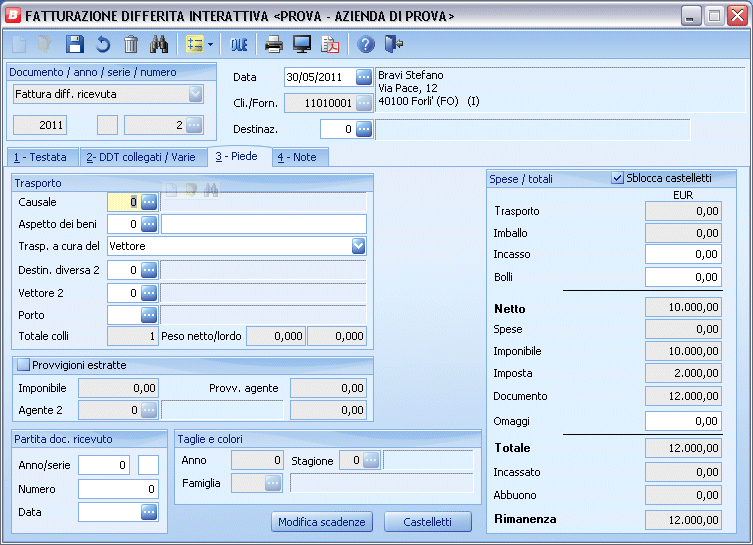 FATTURAZIONE DIFFERITA INTERATTIVA <PROVA - AZIENDA DI PROVA>
OLE
Documento / anno / serie / numero
Fattura diff. ricevuta
2011 2
Data 30/05/2011
Cli./Forn. 11010001
Destinaz. 0
Bravi Stefano
Via Pace, 12
40100 Forli' (FO) (I)
1 - Testata 2- DDT collegati / Varie 3 - Piede 4 - Note
Trasporto
Causale 0
Aspetto dei beni 0
Trasp. a cura del Vettore
Destin. diversa 2 0
Vettore 2 0
Porto
Totale colli 1 Peso netto/lordo 0,000 0,000
Provvigioni estratte
Imponibile 0,00 Provv. agente 0,00
Agente 2 0 0,00
Partita doc. ricevuto
Anno/serie 0
Numero 0
Data
Taglie e colori
Anno 0 Stagione 0
Famiglia
Modifica scadenze Castelletti
Spese / totali Sblocca castelletti
EUR
Trasporto 0,00
Imballo 0,00
Incasso 0,00
Bolli 0,00
Netto 10.000,00
Spese 0,00
Imponibile 10.000,00
Imposta 2.000,00
Documento 12.000,00
Omaggi 0,00
Totale 12.000,00
Incassato 0,00
Abbuono 0,00
Rimanenza 12.000,00